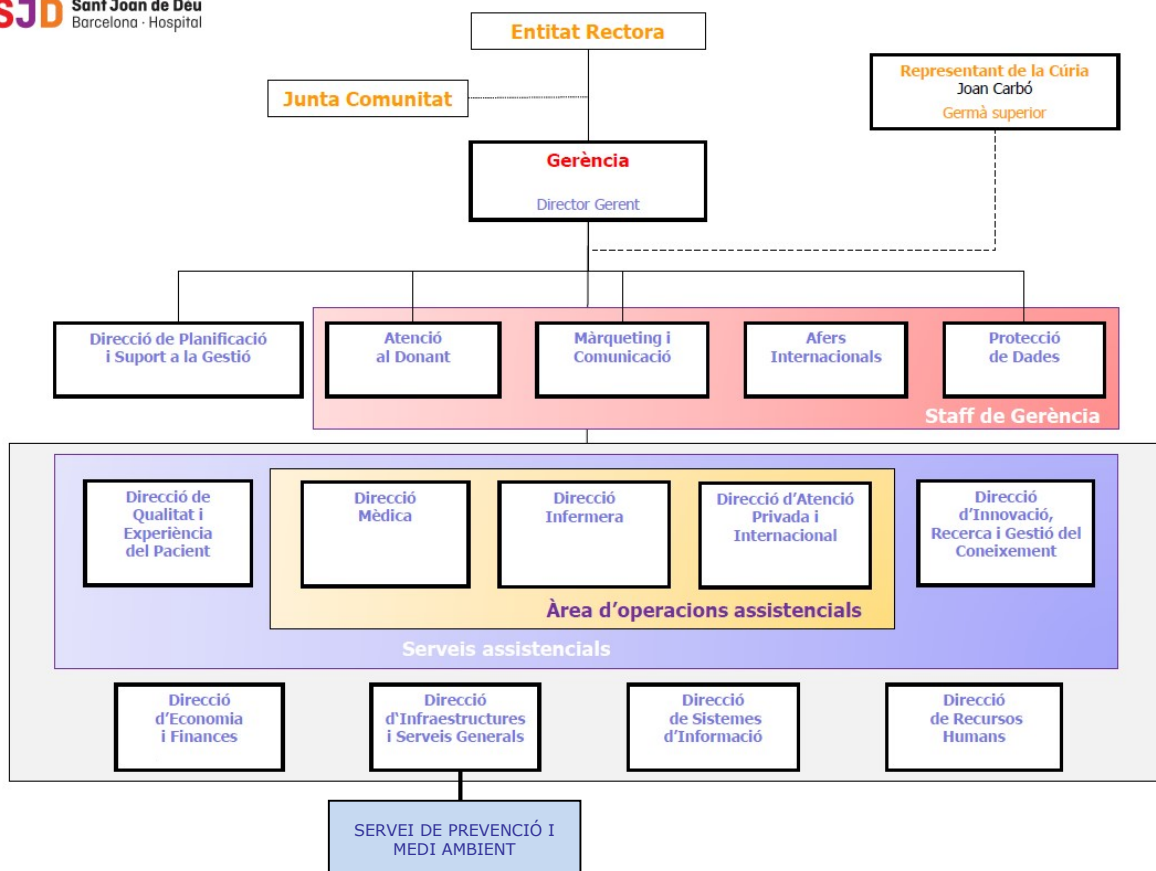 SJD Sant Joan de Déu
Barcelona · Hospital
Entitat Rectora
Junta Comunitat
Representant de la Cúria
Joan Carbó
Germà superior
Gerència
Director Gerent
Direcció de Planificació
i Suport a la Gestió
Atenció
al Donant
Màrqueting i
Comunicació
Afers
Internacionals
Protecció
de Dades
Staff de Gerència
Direcció de
Qualitat i
Experiència
del Pacient
Direcció
Mèdica
Direcció
Infermera
Direcció d'Atenció
Privada i
Internacional
Direcció
d'Innovació,
Recerca i Gestió del
Coneixement
Àrea d'operacions assistencials
Serveis assistencials
Direcció
d'Economia
i Finances
Direcció
d‘Infraestructures
i Serveis Generals
Direcció
de Sistemes
d'Informació
Direcció
de Recursos
Humans
SERVEI DE PREVENCIÓ I
MEDI AMBIENT